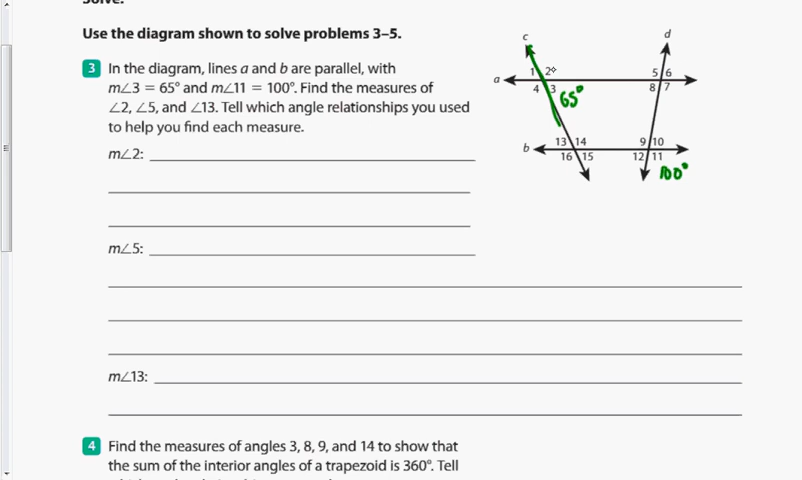 Use the diagram shown to solve problems 3–5.
3 In the diagram, lines a and b are parallel, with
m∠3 = 65° and m∠11 = 100°. Find the measures of
∠2, ∠5, and ∠13. Tell which angle relationships you used
to help you find each measure.
m∠2:
m∠5:
m∠13:
4 Find the measures of angles 3, 8, 9, and 14 to show that
the sum of the interior angles of a trapezoid is 360°. Tell
c
d
a
1 2
5 6
4 3
8 7
65°
b
13 14
9 10
16 15
12 11
100°